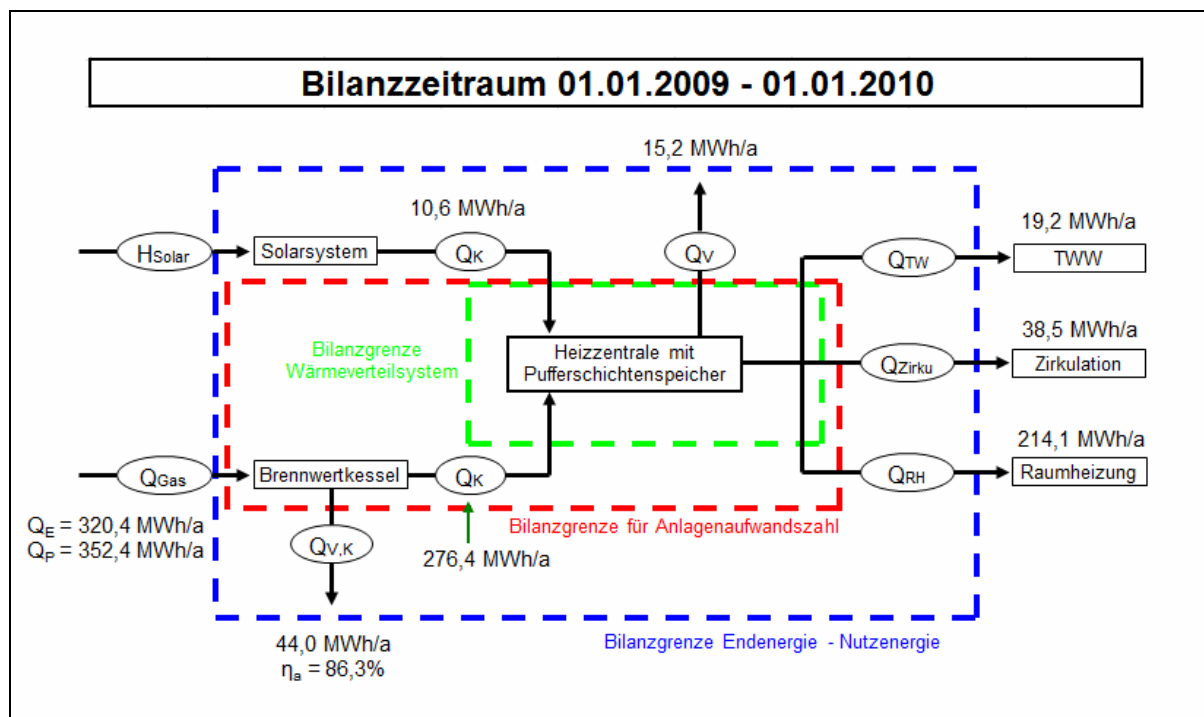 Bilanzzeitraum 01.01.2009 - 01.01.2010
15,2 MWh/a
10,6 MWh/a
19,2 MWh/a
HSolar
Solarsystem
QK
QV
QTW
TWW
Bilanzgrenze
Wärmeverteilsystem
Heizzentrale mit
Pufferschichtenspeicher
38,5 MWh/a
QZirku
Zirkulation
214,1 MWh/a
QGas
Brennwertkessel
QK
QRH
Raumheizung
QE = 320,4 MWh/a
QP = 352,4 MWh/a
Bilanzgrenze für Anlagenaufwandszahl
QV,K
276,4 MWh/a
44,0 MWh/a
ηa = 86,3%
Bilanzgrenze Endenergie - Nutzenergie